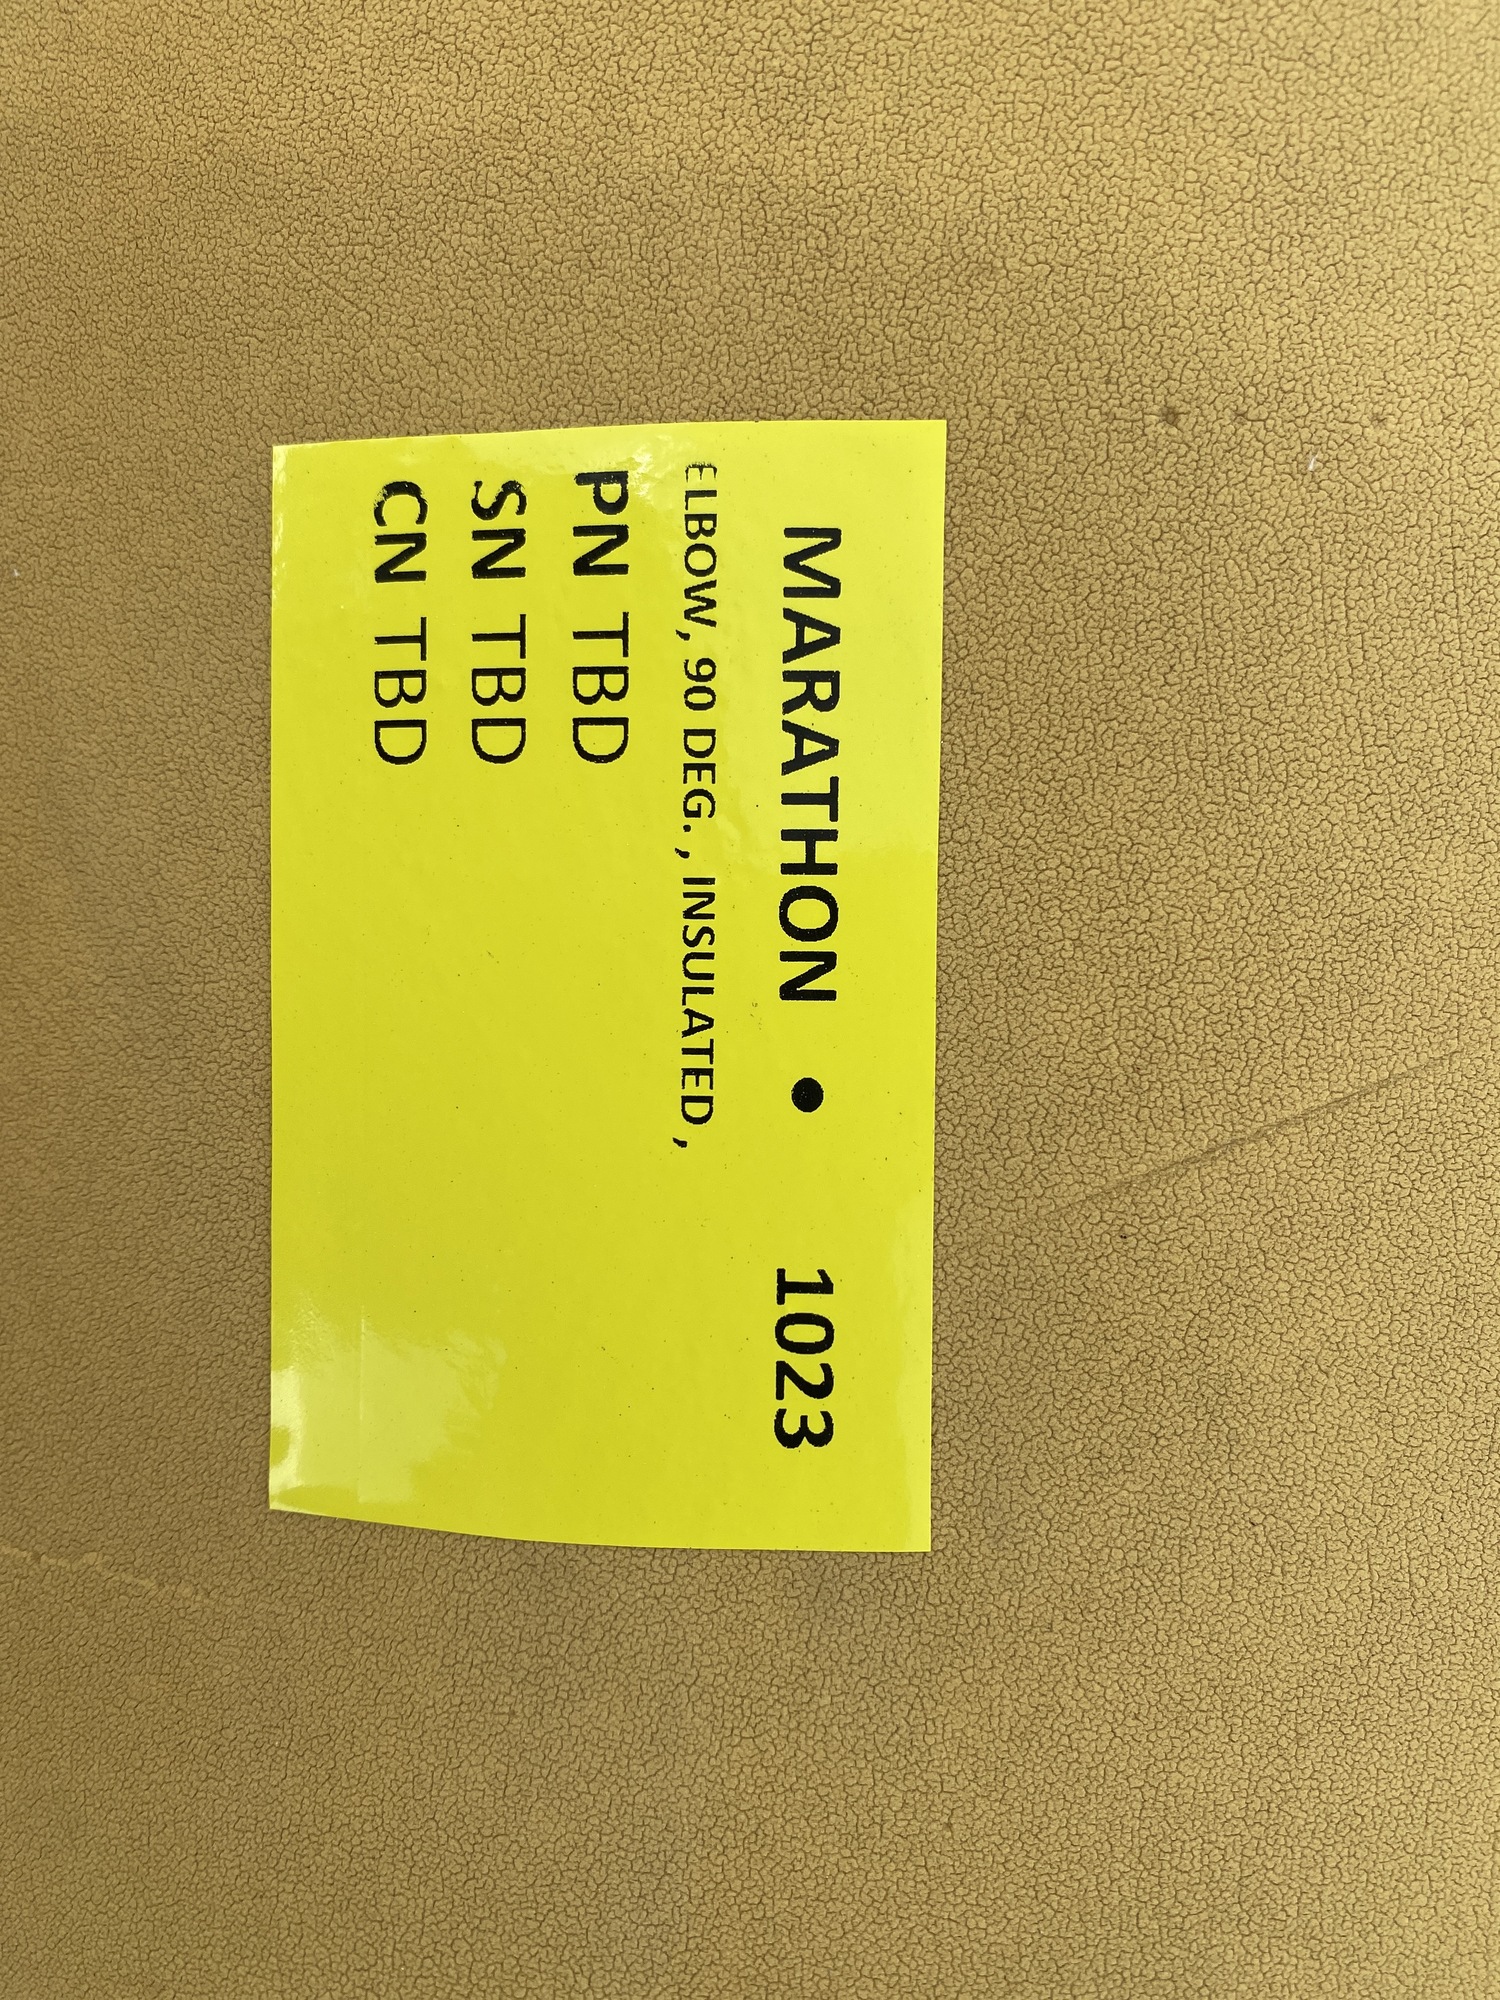 MARATHON • 1023
ELBOW, 90 DEG. , INSULATED ,
PN TBD
SN TBD
CN TBD